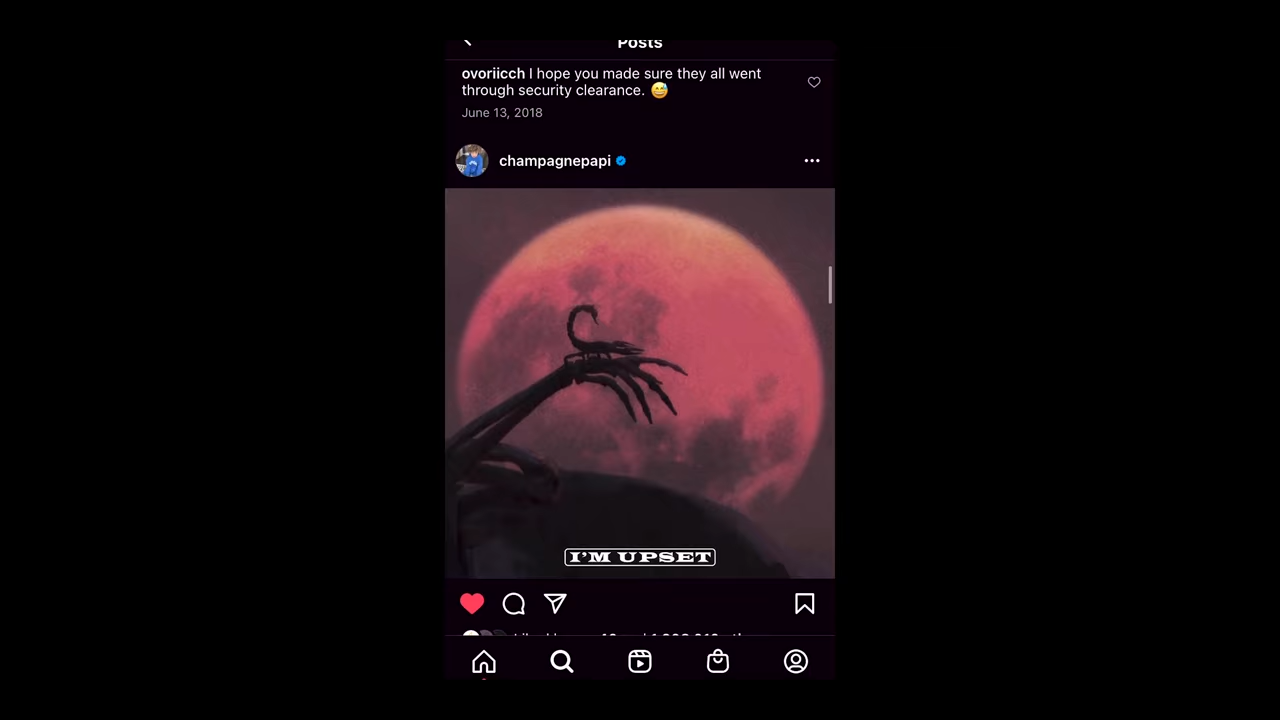 Posts
ovoriicch I hope you made sure they all went
through security clearance. 😅
June 13, 2018
champagnepapi
I'M UPSET